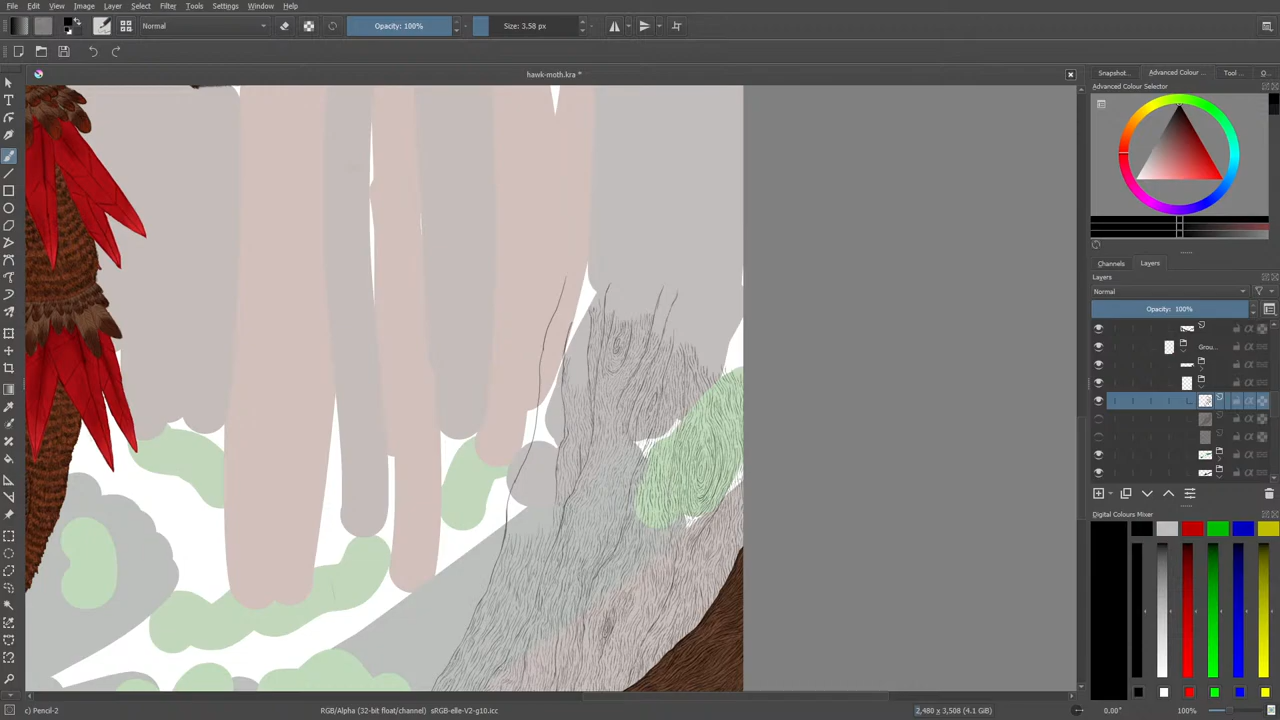 File Edit View Image Layer Select Filter Tools Settings Window Help
Normal Opacity: 100% Size: 3.58 px
hawk-moth.kra *
Snapshot... Advanced Colour ... Tool ... O...
Advanced Colour Selector
Channels Layers
Layers
Normal
Opacity: 100%
Grou...
Digital Colours Mixer
c) Pencil-2 RGB/Alpha (32-bit float/channel) sRGB-elle-V2-g10.icc 2,480 x 3,508 (4.1 GiB) 0.00° 100%